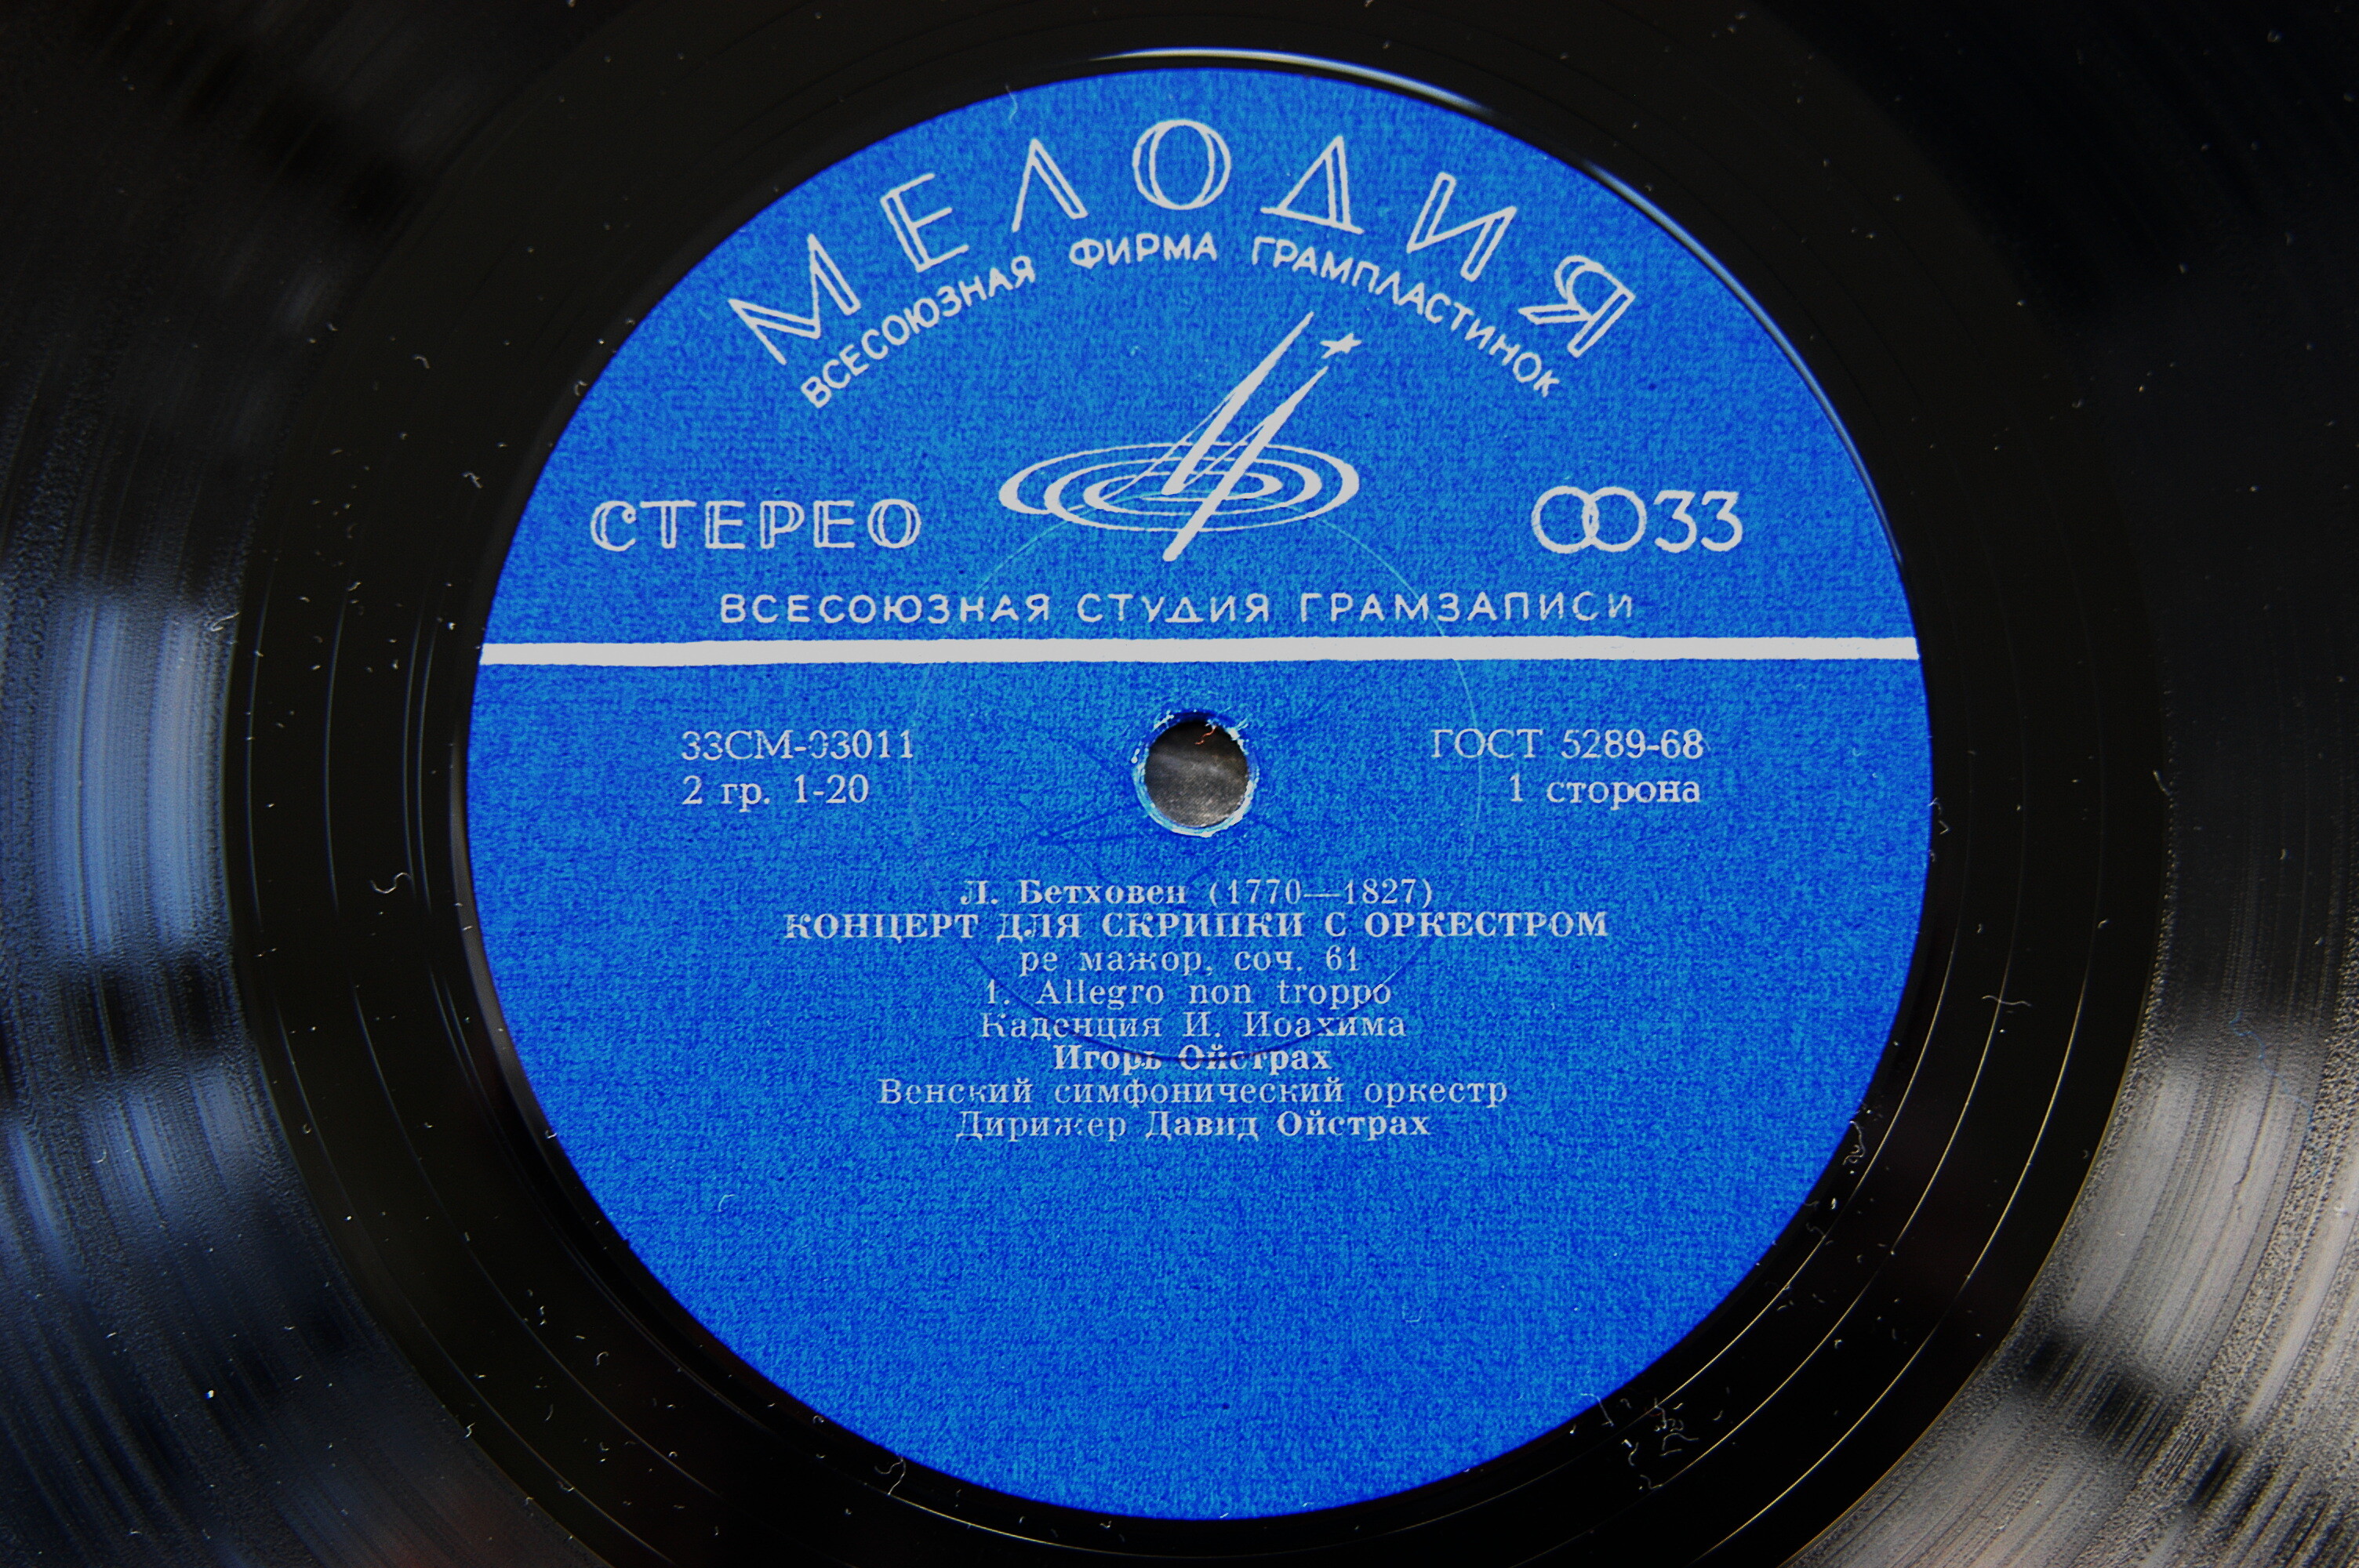 МЕЛОДИЯ
ВСЕСОЮЗНАЯ ФИРМА ГРАМПЛАСТИНОК
СТЕРЕО
33
ВСЕСОЮЗНАЯ СТУДИЯ ГРАМЗАПИСИ
33СМ-03011
ГОСТ 5289-68
2 гр. 1-20
1 сторона
Л. Бетховен (1770—1827)
КОНЦЕРТ ДЛЯ СКРИПКИ С ОРКЕСТРОМ
ре мажор, соч. 61
1. Allegro non troppo
Каденция И. Иоахима
Игорь Ойстрах
Венский симфонический оркестр
Дирижер Давид Ойстрах